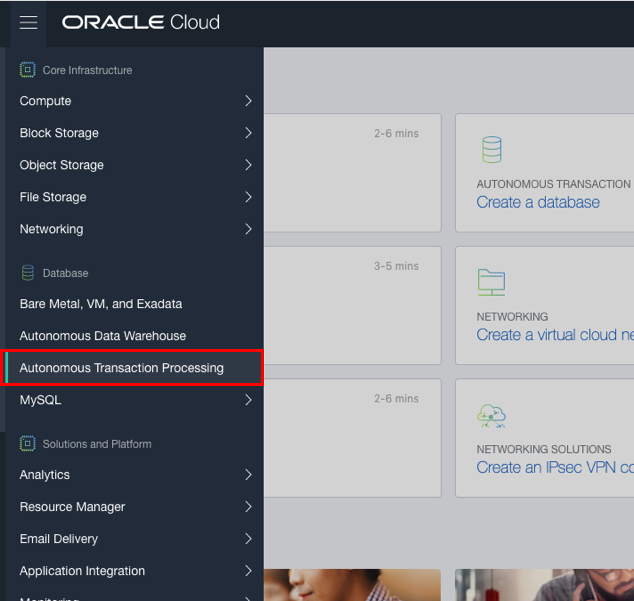 ORACLE Cloud
Core Infrastructure
Compute
Block Storage
Object Storage
File Storage
Networking
Database
Bare Metal, VM, and Exadata
Autonomous Data Warehouse
Autonomous Transaction Processing
MySQL
Solutions and Platform
Analytics
Resource Manager
Email Delivery
Application Integration
Monitoring
2-6 mins
AUTONOMOUS TRANSACTION
Create a database
3-5 mins
NETWORKING
Create a virtual cloud ne
2-6 mins
NETWORKING SOLUTIONS
Create an IPsec VPN co